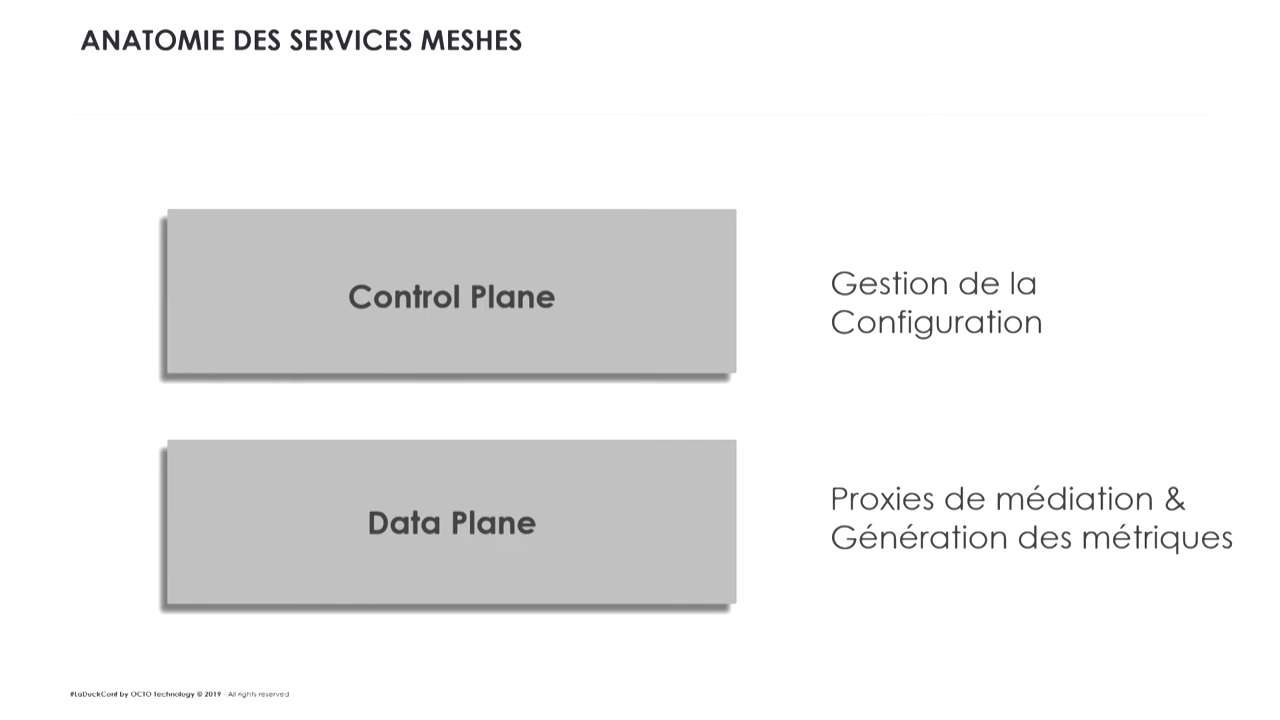 ANATOMIE DES SERVICES MESHES
Control Plane
Gestion de la
Configuration
Data Plane
Proxies de médiation &
Génération des métriques
#LaDuckConf by OCTO Technology © 2019 - All rights reserved